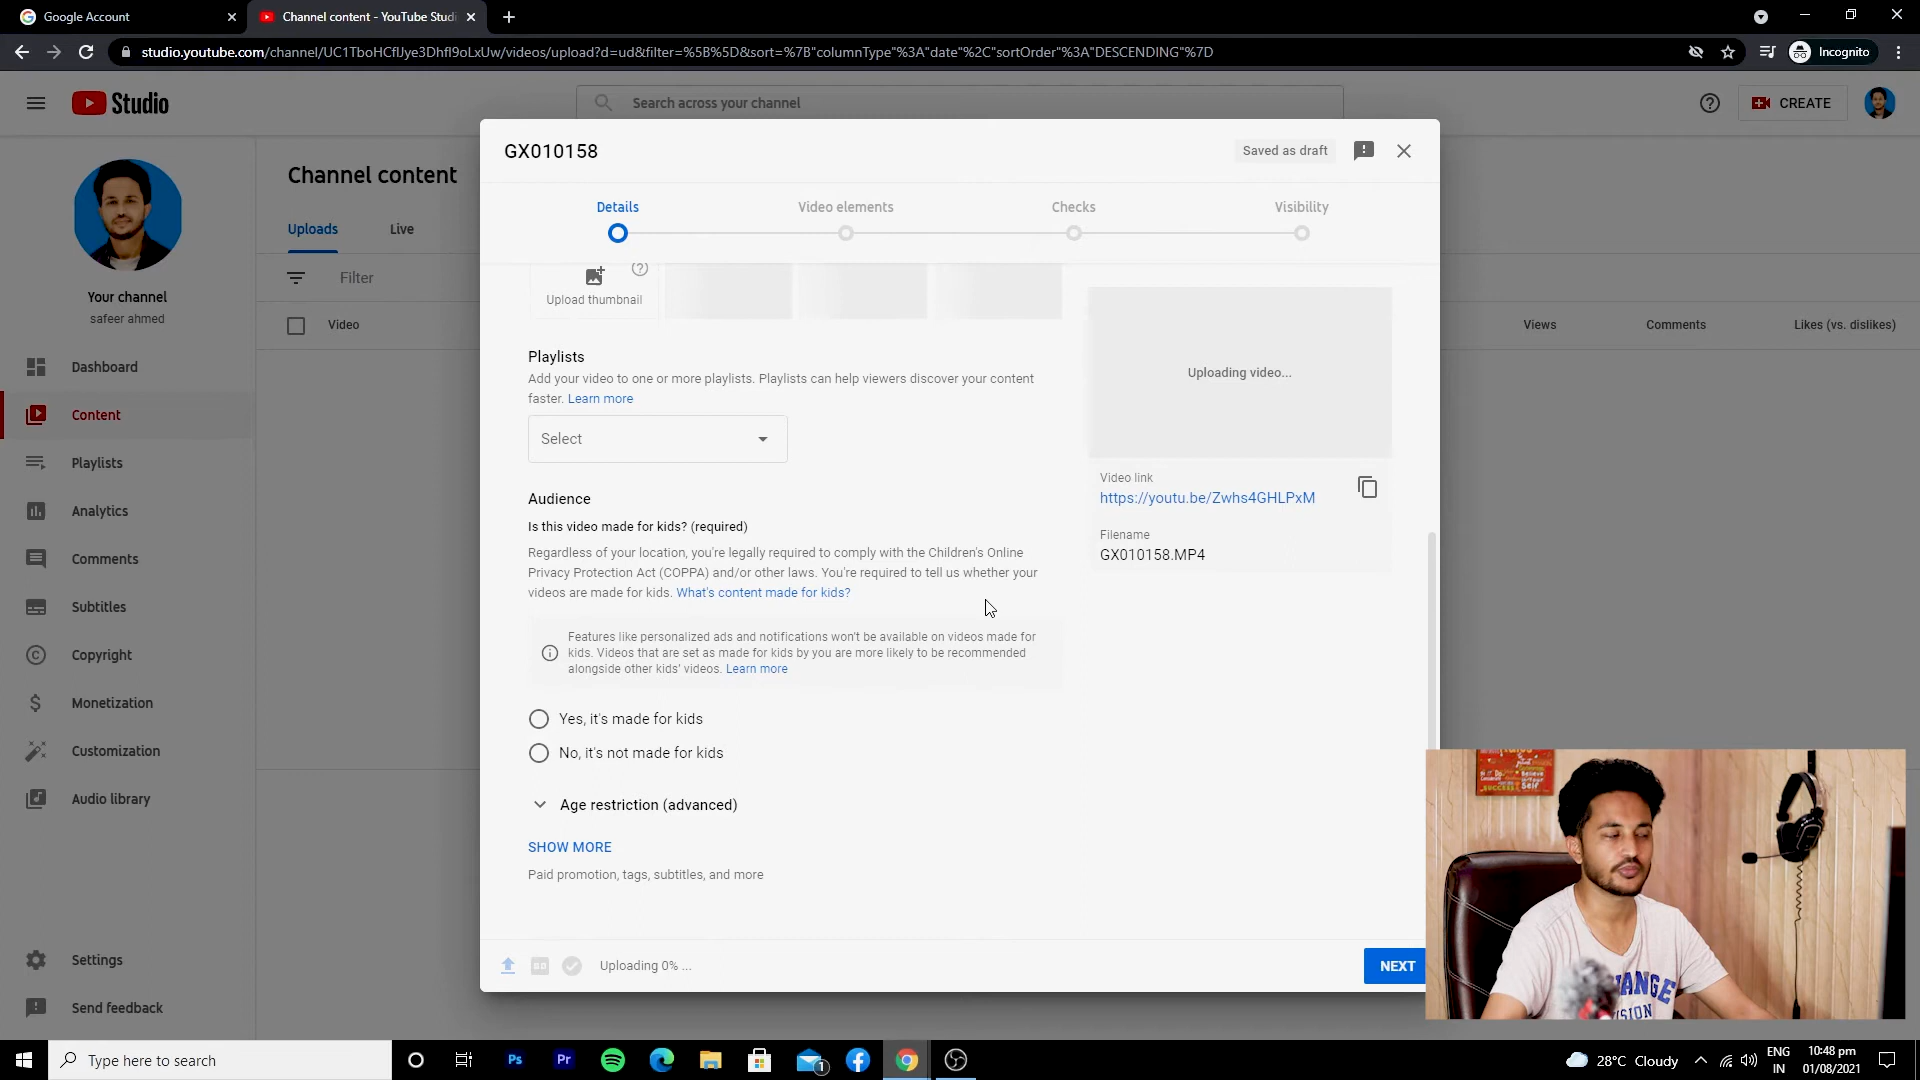 Google Account
Channel content - YouTube Studi
studio.youtube.com/channel/UC1TboHCflJye3Dhfl9oLxUw/videos/upload?d=ud&filter=%5B%5D&sort=%7B"columnType"%3A"date"%2C"sortOrder"%3A"DESCENDING"%7D
Incognito
Studio
Search across your channel
CREATE
GX010158
Saved as draft
Details
Video elements
Checks
Visibility
Channel content
Uploads
Live
Filter
Video
Views
Comments
Likes (vs. dislikes)
Your channel
safeer ahmed
Dashboard
Content
Playlists
Analytics
Comments
Subtitles
Copyright
Monetization
Customization
Audio library
Settings
Send feedback
Upload thumbnail
Playlists
Add your video to one or more playlists. Playlists can help viewers discover your content
faster. Learn more
Select
Audience
Is this video made for kids? (required)
Regardless of your location, you're legally required to comply with the Children's Online
Privacy Protection Act (COPPA) and/or other laws. You're required to tell us whether your
videos are made for kids. What's content made for kids?
Features like personalized ads and notifications won't be available on videos made for
kids. Videos that are set as made for kids by you are more likely to be recommended
alongside other kids' videos. Learn more
Yes, it's made for kids
No, it's not made for kids
Age restriction (advanced)
SHOW MORE
Paid promotion, tags, subtitles, and more
Uploading video...
Video link
https://youtu.be/Zwhs4GHLPxM
Filename
GX010158.MP4
Uploading 0% ...
NEXT
Type here to search
Ps
Pr
1
28°C Cloudy
ENG
IN
10:48 pm
01/08/2021